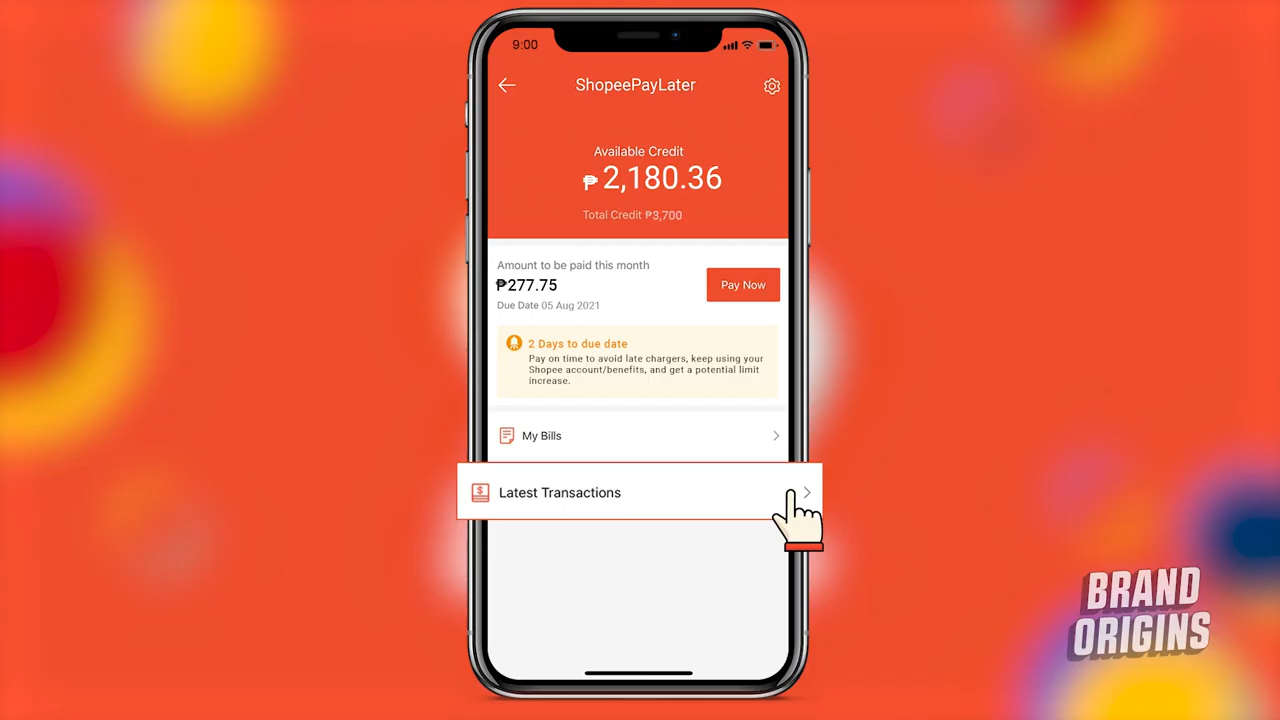 9:00
ShopeePayLater
Available Credit
₱2,180.36
Total Credit ₱3,700
Amount to be paid this month
₱277.75
Pay Now
Due Date 05 Aug 2021
2 Days to due date
Pay on time to avoid late chargers, keep using your
Shopee account/benefits, and get a potential limit
increase.
My Bills
$ Latest Transactions
BRAND
ORIGINS